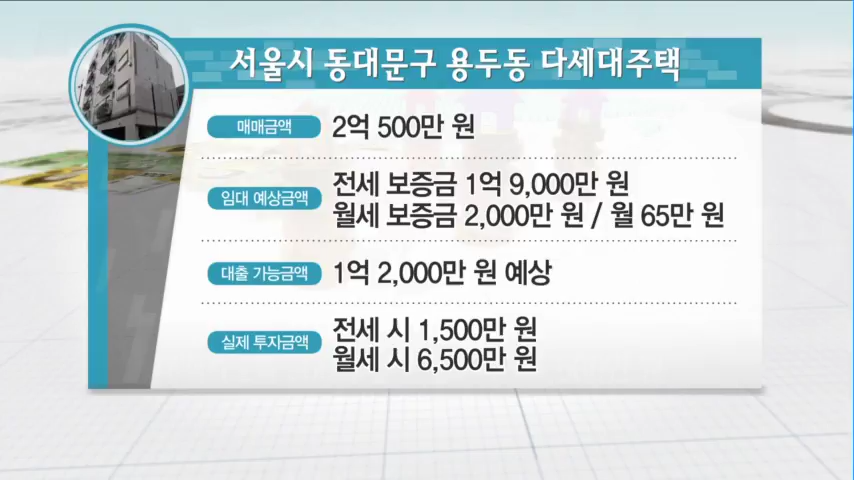 서울시 동대문구 용두동 다세대주택
매매금액 2억 500만 원
임대 예상금액 전세 보증금 1억 9,000만 원
월세 보증금 2,000만 원 / 월 65만 원
대출 가능금액 1억 2,000만 원 예상
실제 투자금액 전세 시 1,500만 원
월세 시 6,500만 원